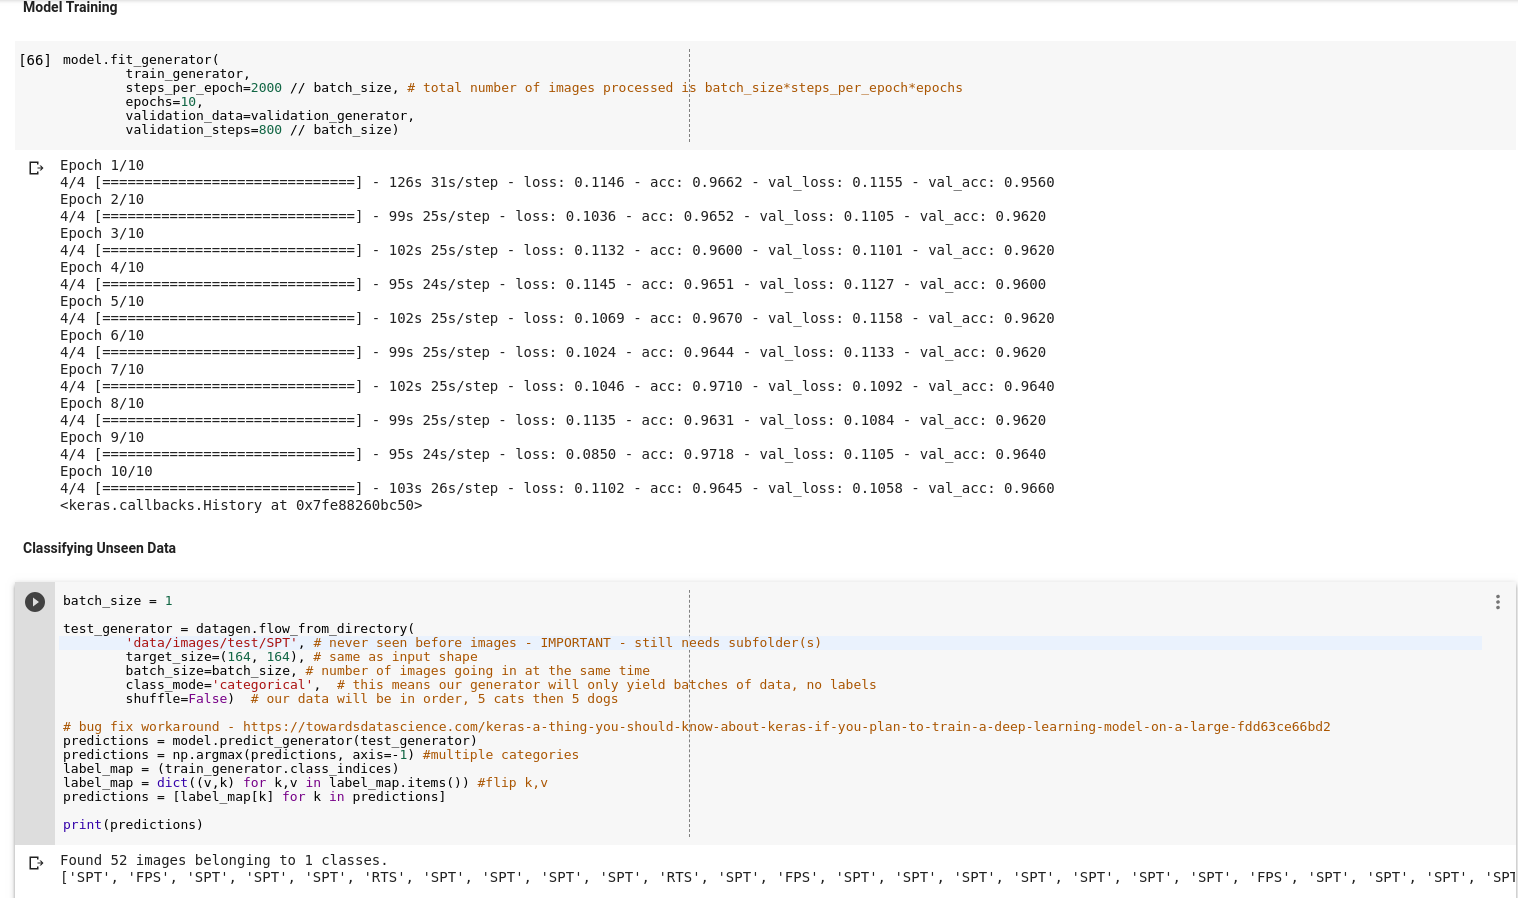 Model Training
[66] model.fit_generator(
train_generator,
steps_per_epoch=2000 // batch_size, # total number of images processed is batch_size*steps_per_epoch*epochs
epochs=10,
validation_data=validation_generator,
validation_steps=800 // batch_size)
Epoch 1/10
4/4 [==============================] - 126s 31s/step - loss: 0.1146 - acc: 0.9662 - val_loss: 0.1155 - val_acc: 0.9560
Epoch 2/10
4/4 [==============================] - 99s 25s/step - loss: 0.1036 - acc: 0.9652 - val_loss: 0.1105 - val_acc: 0.9620
Epoch 3/10
4/4 [==============================] - 102s 25s/step - loss: 0.1132 - acc: 0.9600 - val_loss: 0.1101 - val_acc: 0.9620
Epoch 4/10
4/4 [==============================] - 95s 24s/step - loss: 0.1145 - acc: 0.9651 - val_loss: 0.1127 - val_acc: 0.9600
Epoch 5/10
4/4 [==============================] - 102s 25s/step - loss: 0.1069 - acc: 0.9670 - val_loss: 0.1158 - val_acc: 0.9620
Epoch 6/10
4/4 [==============================] - 99s 25s/step - loss: 0.1024 - acc: 0.9644 - val_loss: 0.1133 - val_acc: 0.9620
Epoch 7/10
4/4 [==============================] - 102s 25s/step - loss: 0.1046 - acc: 0.9710 - val_loss: 0.1092 - val_acc: 0.9640
Epoch 8/10
4/4 [==============================] - 99s 25s/step - loss: 0.1135 - acc: 0.9631 - val_loss: 0.1084 - val_acc: 0.9620
Epoch 9/10
4/4 [==============================] - 95s 24s/step - loss: 0.0850 - acc: 0.9718 - val_loss: 0.1105 - val_acc: 0.9640
Epoch 10/10
4/4 [==============================] - 103s 26s/step - loss: 0.1102 - acc: 0.9645 - val_loss: 0.1058 - val_acc: 0.9660
<keras.callbacks.History at 0x7fe88260bc50>
Classifying Unseen Data
batch_size = 1
test_generator = datagen.flow_from_directory(
'data/images/test/SPT', # never seen before images - IMPORTANT - still needs subfolder(s)
target_size=(164, 164), # same as input shape
batch_size=batch_size, # number of images going in at the same time
class_mode='categorical', # this means our generator will only yield batches of data, no labels
shuffle=False) # our data will be in order, 5 cats then 5 dogs
# bug fix workaround - https://towardsdatascience.com/keras-a-thing-you-should-know-about-keras-if-you-plan-to-train-a-deep-learning-model-on-a-large-fdd63ce66bd2
predictions = model.predict_generator(test_generator)
predictions = np.argmax(predictions, axis=-1) #multiple categories
label_map = (train_generator.class_indices)
label_map = dict((v,k) for k,v in label_map.items()) #flip k,v
predictions = [label_map[k] for k in predictions]
print(predictions)
Found 52 images belonging to 1 classes.
['SPT', 'FPS', 'SPT', 'SPT', 'SPT', 'RTS', 'SPT', 'SPT', 'SPT', 'SPT', 'RTS', 'SPT', 'FPS', 'SPT', 'SPT', 'SPT', 'SPT', 'SPT', 'SPT', 'SPT', 'FPS', 'SPT', 'SPT', 'SPT', 'SPT